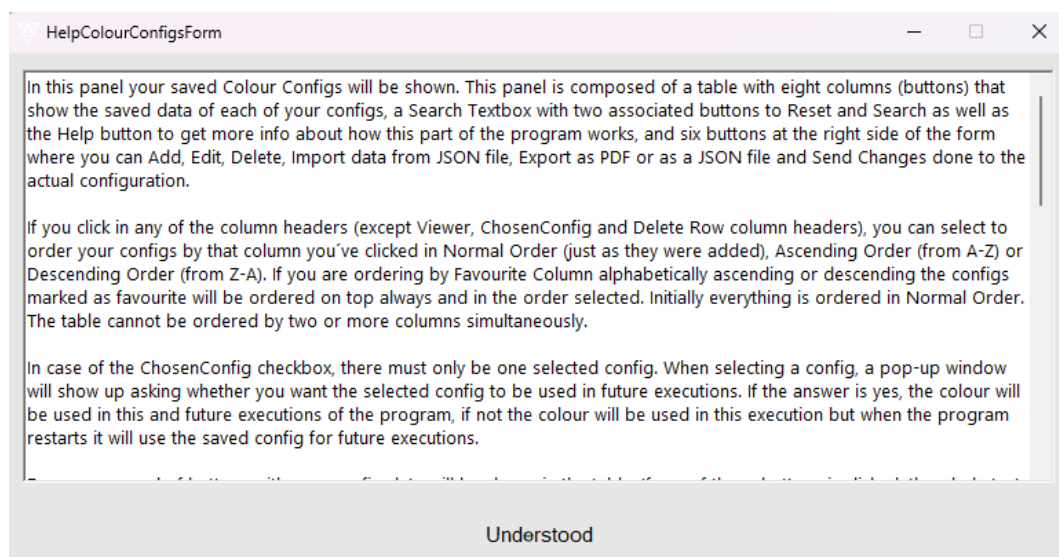 HelpColourConfigsForm
In this panel your saved Colour Configs will be shown. This panel is composed of a table with eight columns (buttons) that
show the saved data of each of your configs, a Search Textbox with two associated buttons to Reset and Search as well as
the Help button to get more info about how this part of the program works, and six buttons at the right side of the form
where you can Add, Edit, Delete, Import data from JSON file, Export as PDF or as a JSON file and Send Changes done to the
actual configuration.
If you click in any of the column headers (except Viewer, ChosenConfig and Delete Row column headers), you can select to
order your configs by that column you´ve clicked in Normal Order (just as they were added), Ascending Order (from A-Z) or
Descending Order (from Z-A). If you are ordering by Favourite Column alphabetically ascending or descending the configs
marked as favourite will be ordered on top always and in the order selected. Initially everything is ordered in Normal Order.
The table cannot be ordered by two or more columns simultaneously.
In case of the ChosenConfig checkbox, there must only be one selected config. When selecting a config, a pop-up window
will show up asking whether you want the selected config to be used in future executions. If the answer is yes, the colour will
be used in this and future executions of the program, if not the colour will be used in this execution but when the program
restarts it will use the saved config for future executions.
Understood